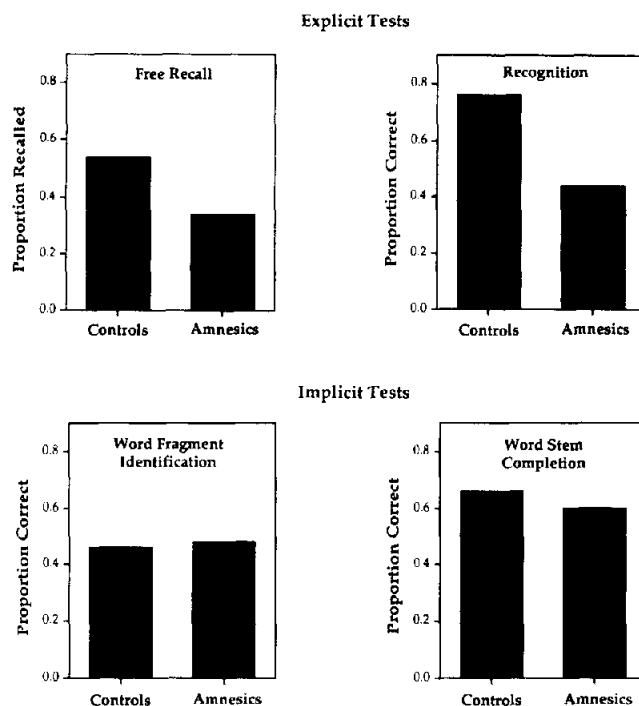 Explicit Tests
Free Recall
Proportion Recalled
0.8
0.6
0.4
0.2
0.0
Controls Amnesics
Recognition
Proportion Correct
0.8
0.6
0.4
0.2
0.0
Controls Amnesics
Implicit Tests
Word Fragment
Identification
Proportion Correct
0.8
0.6
0.4
0.2
0.0
Controls Amnesics
Word Stem
Completion
Proportion Correct
0.8
0.6
0.4
0.2
0.0
Controls Amnesics